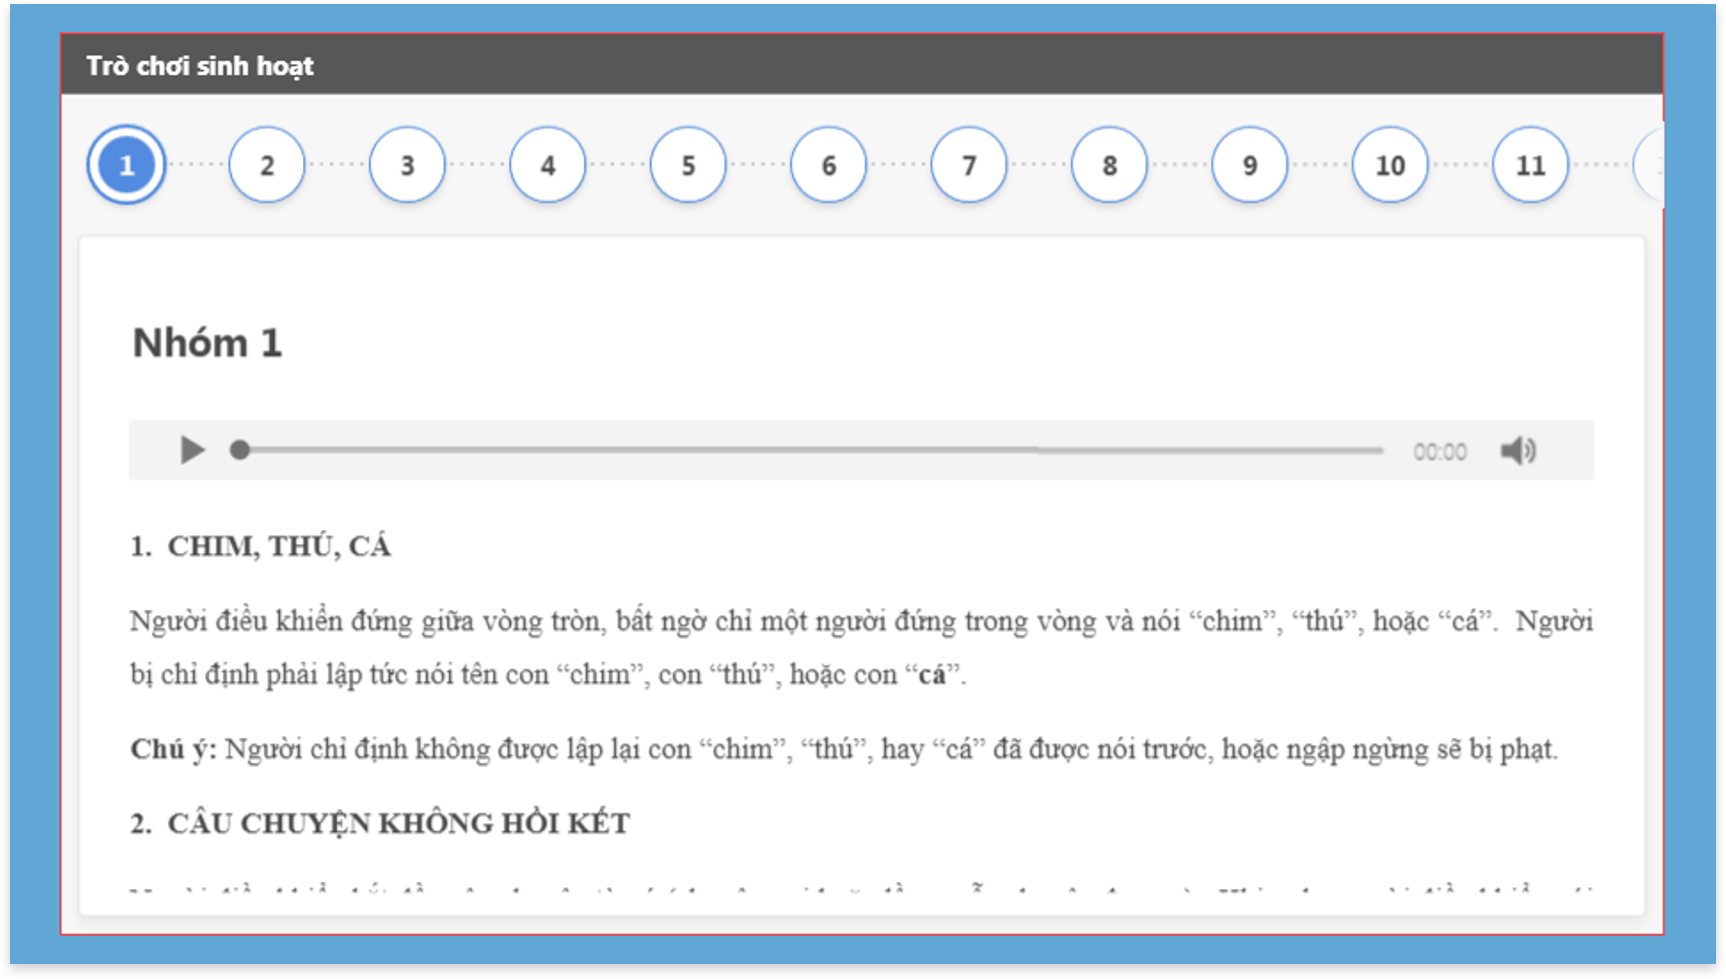 Trò chơi sinh hoạt
1 2 3 4 5 6 7 8 9 10 11
Nhóm 1
00:00
1. CHIM, THÚ, CÁ
Người điều khiển đứng giữa vòng tròn, bất ngờ chỉ một người đứng trong vòng và nói “chim”, “thú”, hoặc “cá”. Người
bị chỉ định phải lập tức nói tên con “chim”, con “thú”, hoặc con “cá”.
Chú ý: Người chỉ định không được lập lại con “chim”, “thú”, hay “cá” đã được nói trước, hoặc ngập ngừng sẽ bị phạt.
2. CÂU CHUYỆN KHÔNG HỒI KẾT